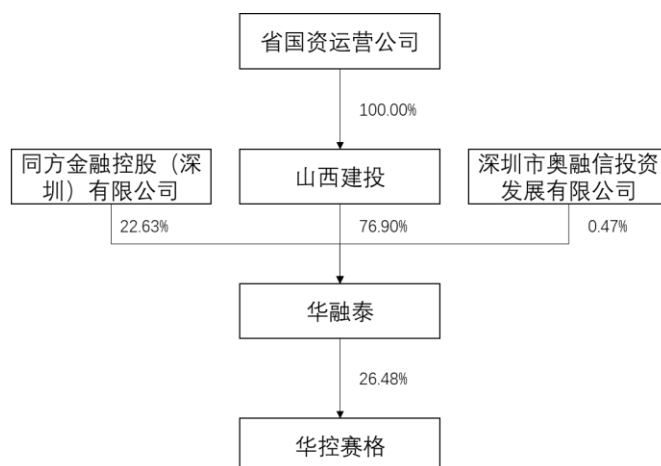 省国资运营公司
100.00%
同方金融控股（深
圳）有限公司
山西建投
深圳市奥融信投资
发展有限公司
22.63%
76.90%
0.47%
华融泰
26.48%
华控赛格